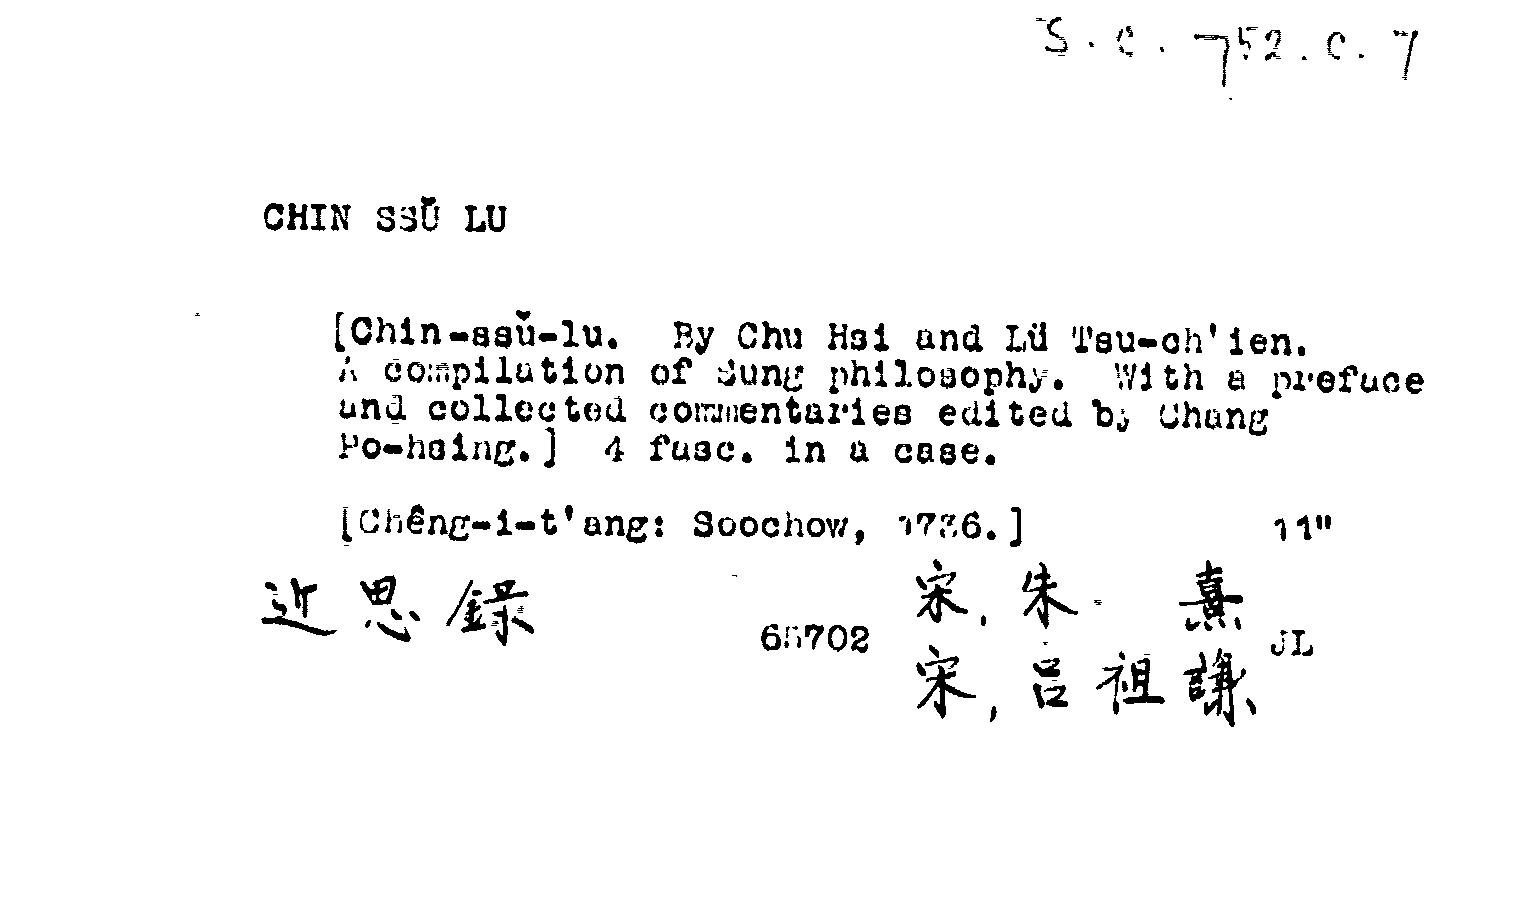 S.C. 752.C.7
CHIN SSŬ LU
[Chin-ssŭ-lu. By Chu Hsi and Lü Tsu-ch'ien.
A compilation of Sung philosophy. With a preface
and collected commentaries edited by Chang
Po-hsing.] 4 fasc. in a case.
[Chêng-i-t'ang: Soochow, 1736.] 11"
近思録 宋,朱熹
65702 JL
宋,呂祖謙